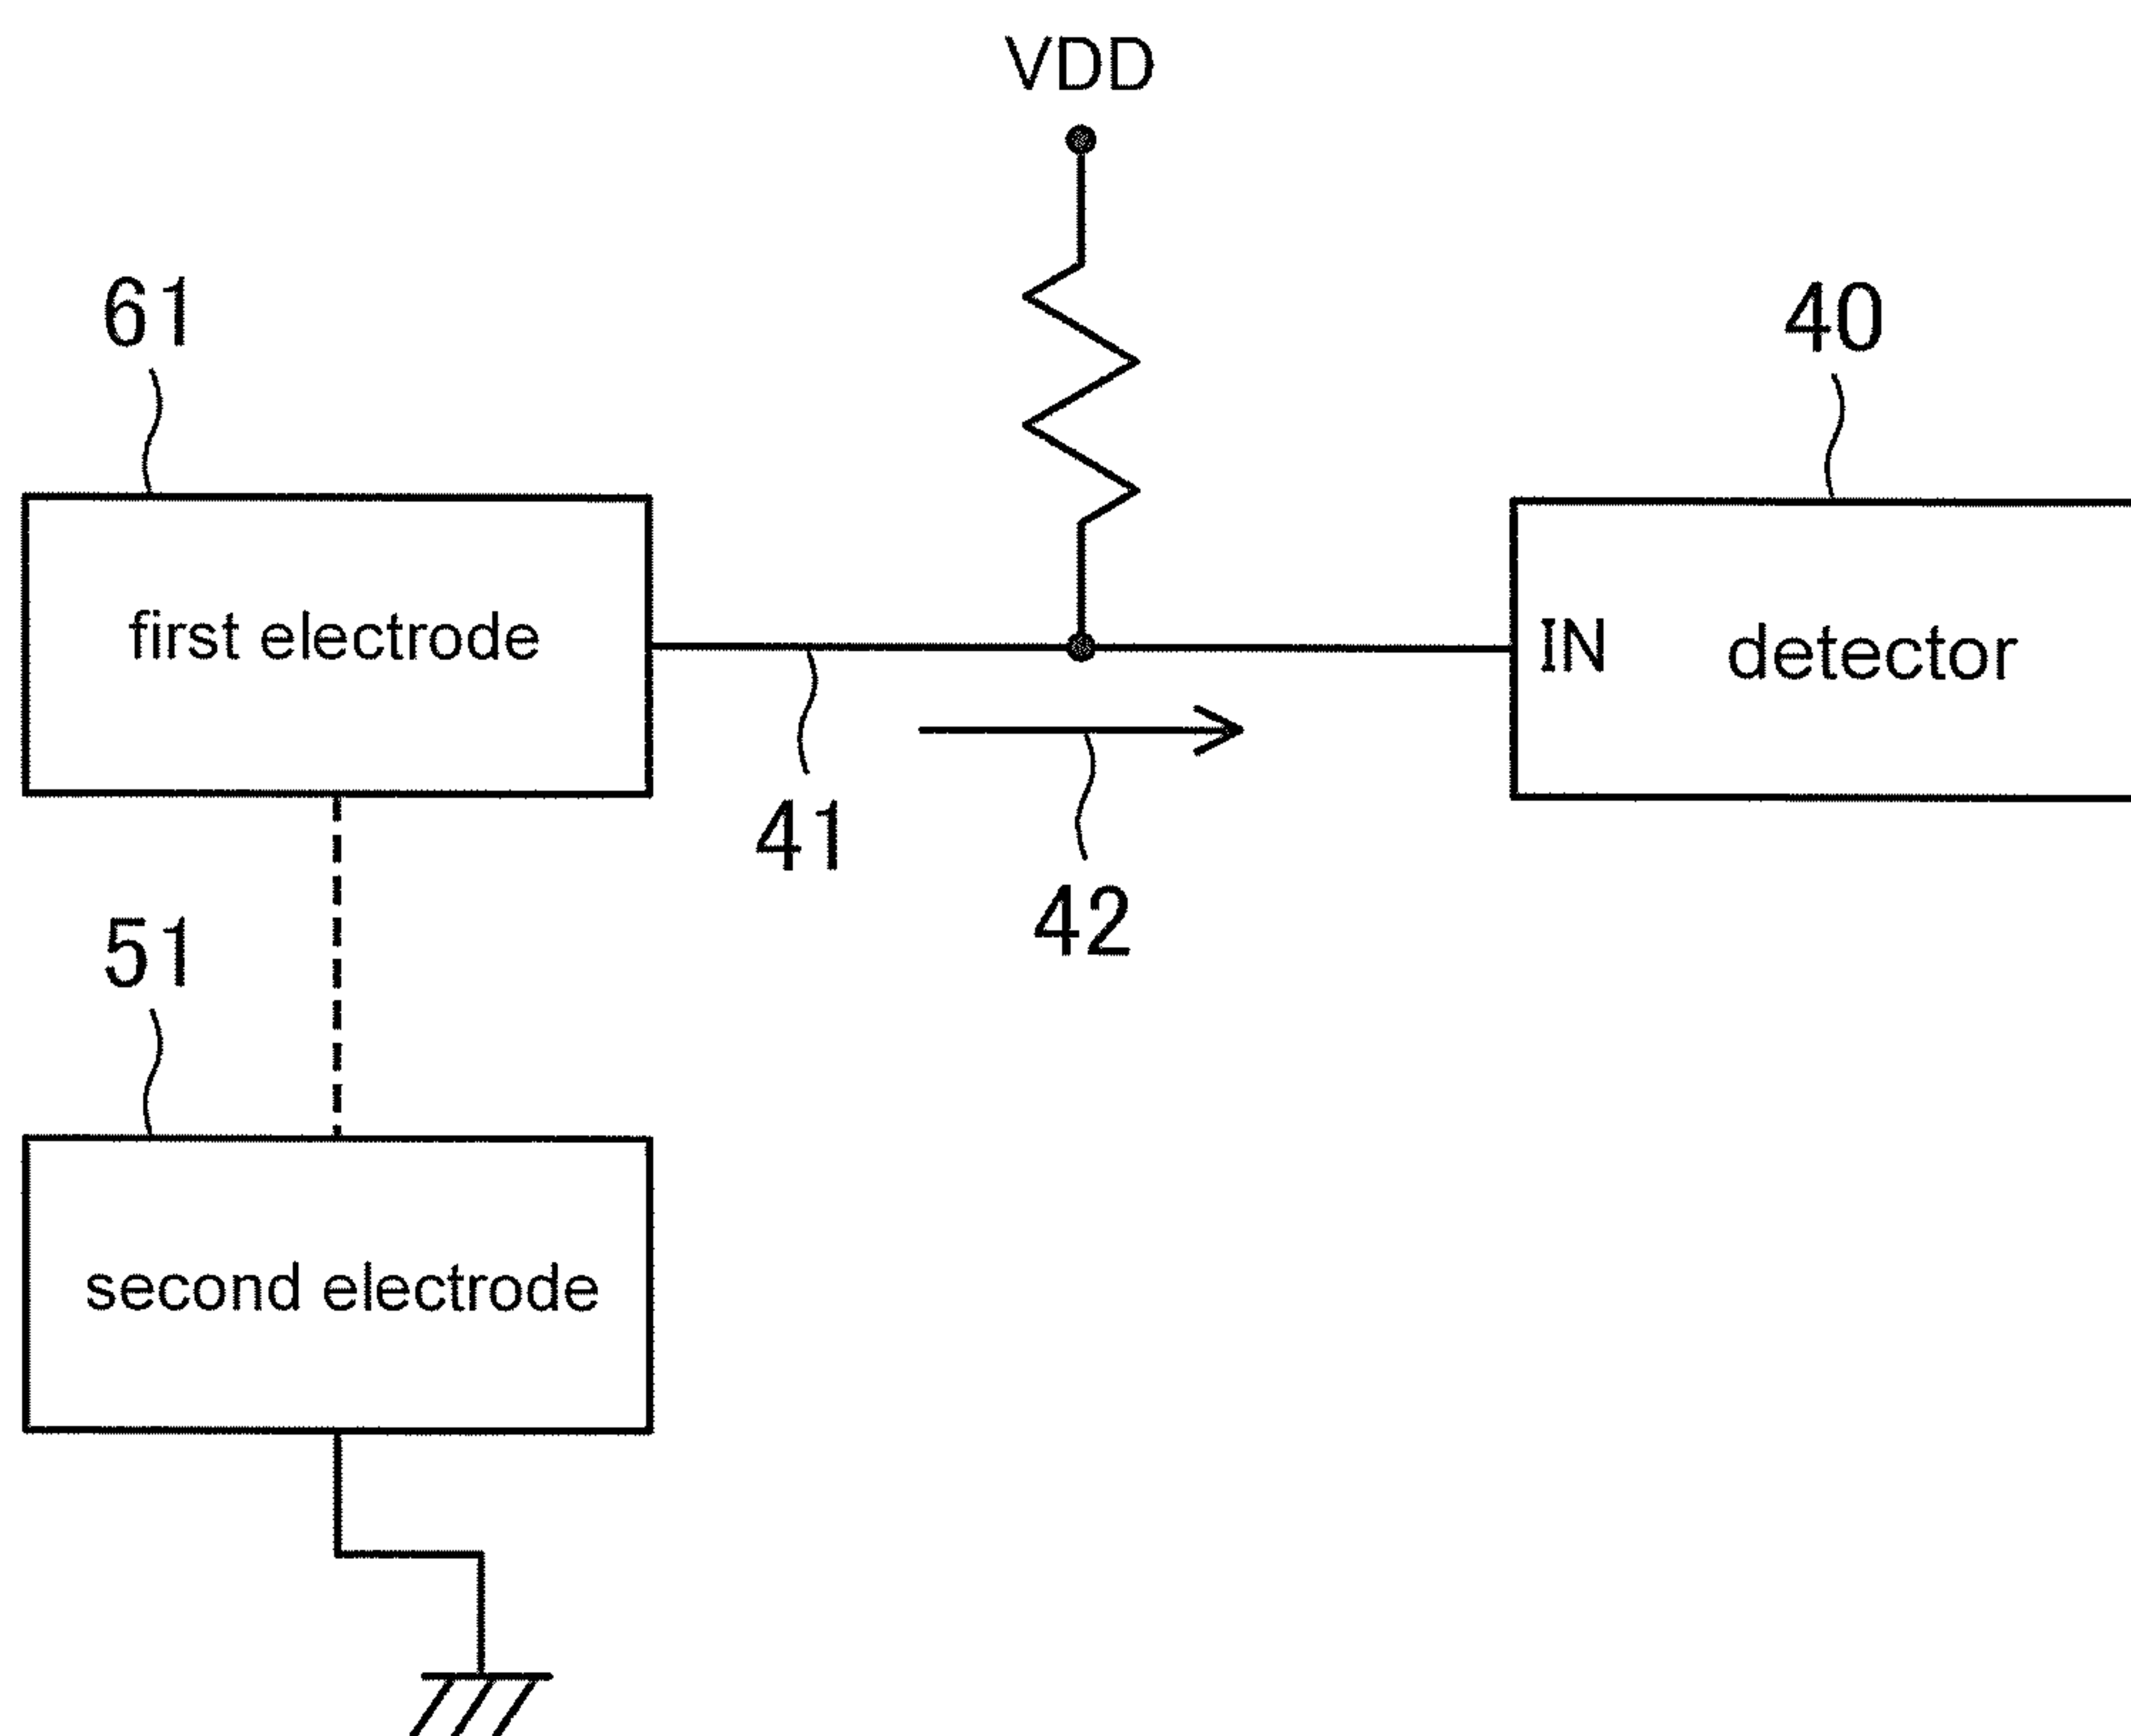 VDD
61
40
first electrode
IN
detector
41
42
51
second electrode